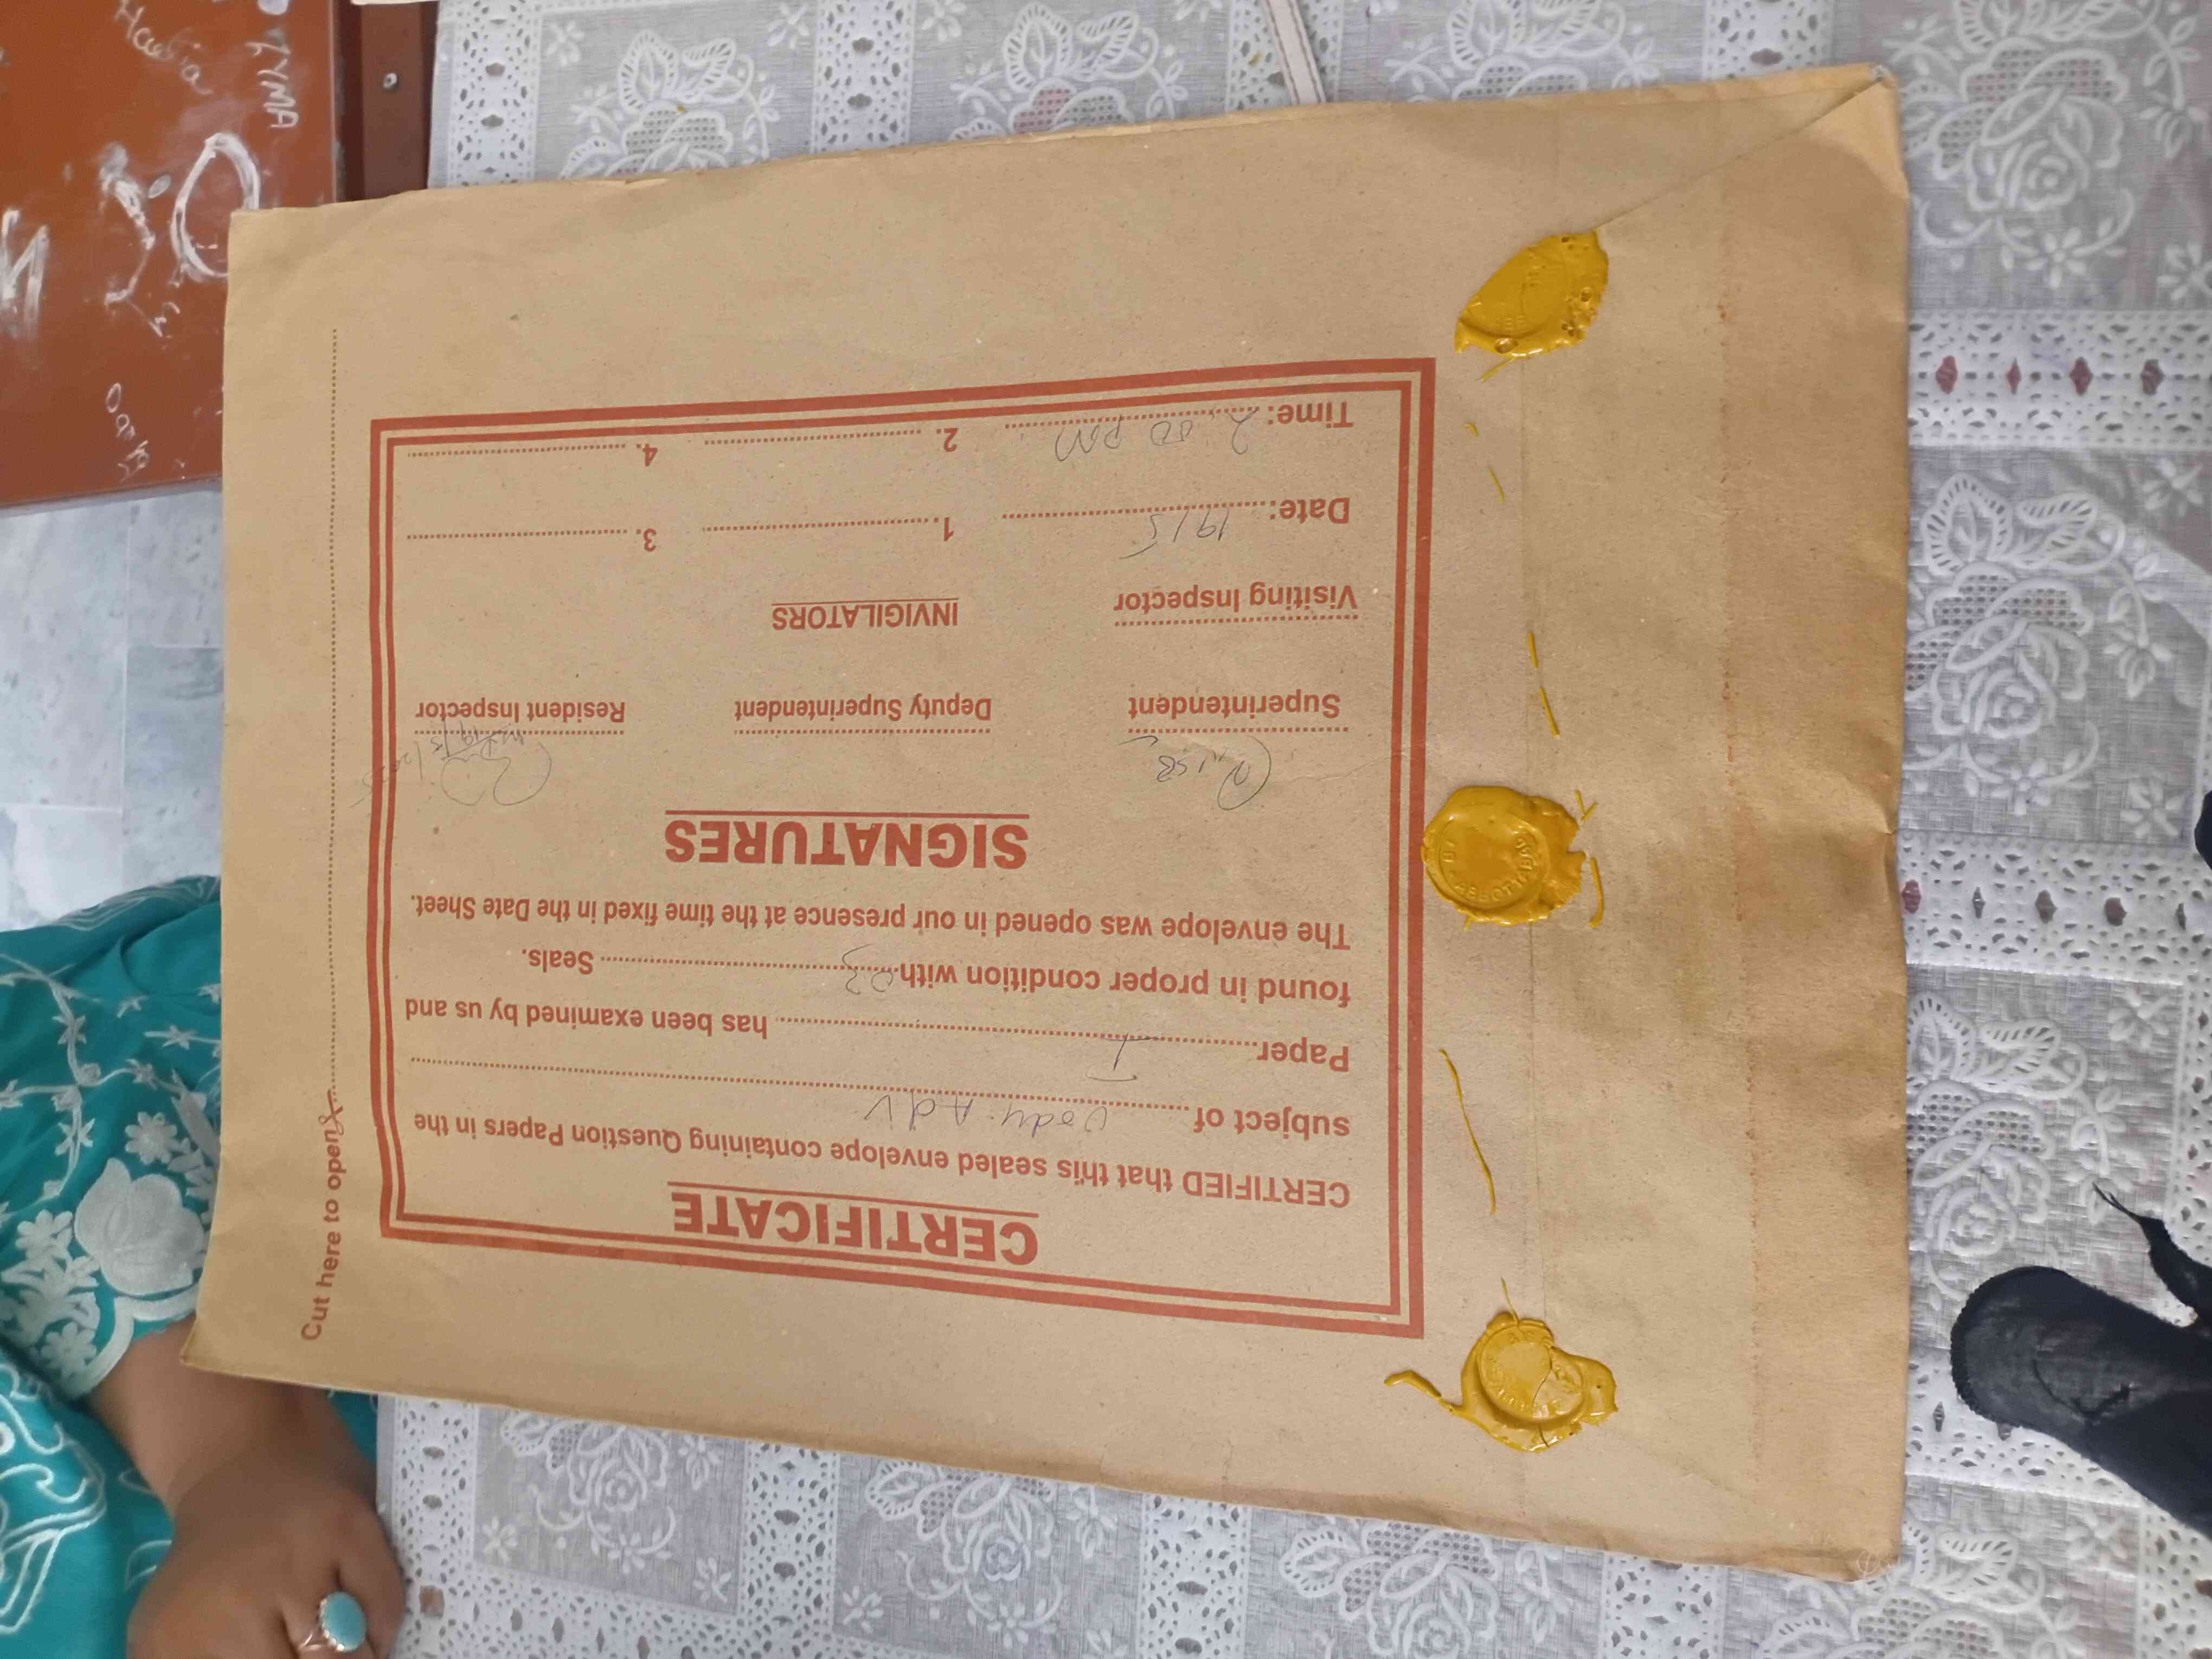 CERTIFICATE
CERTIFIED that this sealed envelope containing Question Papers in the
subject of Urdu Adv
Paper I has been examined by us and
found in proper condition with 03 Seals.
The envelope was opened in our presence at the time fixed in the Date Sheet.
SIGNATURES
Superintendent Deputy Superintendent Resident Inspector
Visiting Inspector INVIGILATORS
Date: 19/5 1. 3.
Time: 2:00 PM 2. 4.
Cut here to open